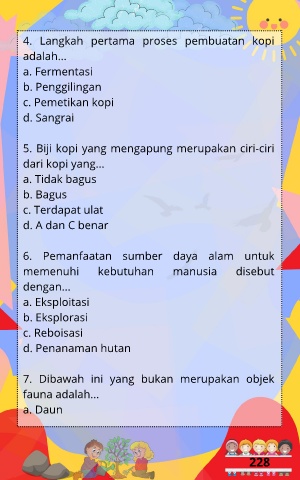 4. Langkah pertama proses pembuatan kopi
adalah...
a. Fermentasi
b. Penggilingan
c. Pemetikan kopi
d. Sangrai
5. Biji kopi yang mengapung merupakan ciri-ciri
dari kopi yang...
a. Tidak bagus
b. Bagus
c. Terdapat ulat
d. A dan C benar
6. Pemanfaatan sumber daya alam untuk
memenuhi kebutuhan manusia disebut
dengan...
a. Eksploitasi
b. Eksplorasi
c. Reboisasi
d. Penanaman hutan
7. Dibawah ini yang bukan merupakan objek
fauna adalah...
a. Daun
228